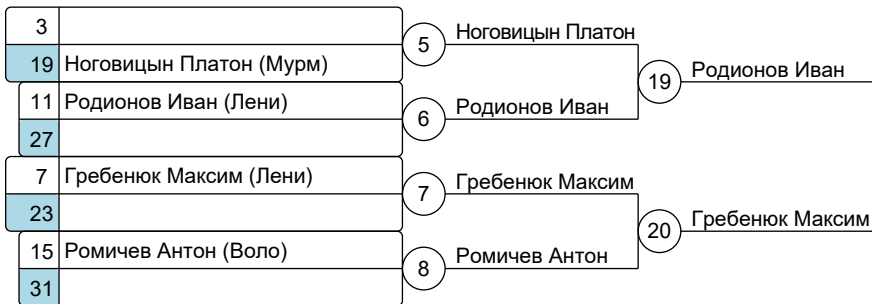 3
19 Ноговицын Платон (Мурм)
5 Ноговицын Платон
11 Родионов Иван (Лени)
27
6 Родионов Иван
19 Родионов Иван
7 Гребенюк Максим (Лени)
23
7 Гребенюк Максим
15 Ромичев Антон (Воло)
31
8 Ромичев Антон
20 Гребенюк Максим